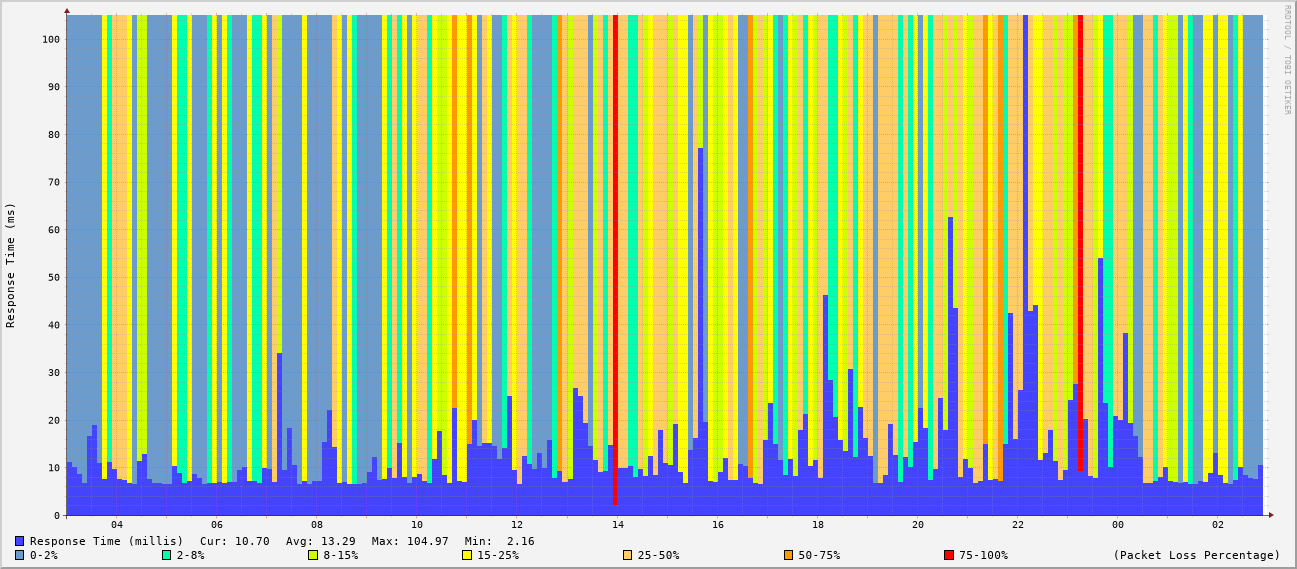 RRDTOOL / TOBI OETIKER
Response Time (ms)
100
90
80
70
60
50
40
30
20
10
0
04 06 08 10 12 14 16 18 20 22 00 02
Response Time (millis) Cur: 10.70 Avg: 13.29 Max: 104.97 Min: 2.16
0-2% 2-8% 8-15% 15-25% 25-50% 50-75% 75-100% (Packet Loss Percentage)